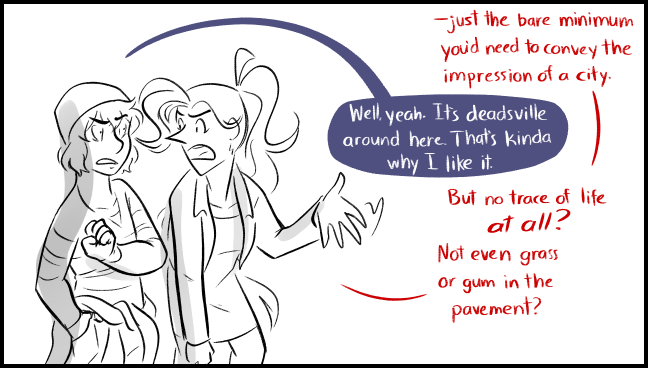 —just the bare minimum
you'd need to convey the
impression of a city.
Well, yeah. It's deadsville
around here. That's kinda
why I like it.
But no trace of life
at all?
Not even grass
or gum in the
pavement?